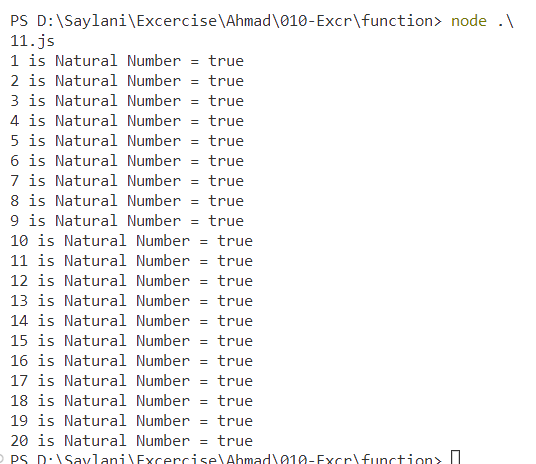 PS D:\Saylani\Excercise\Ahmad\010-Excr\function> node .\
11.js
1 is Natural Number = true
2 is Natural Number = true
3 is Natural Number = true
4 is Natural Number = true
5 is Natural Number = true
6 is Natural Number = true
7 is Natural Number = true
8 is Natural Number = true
9 is Natural Number = true
10 is Natural Number = true
11 is Natural Number = true
12 is Natural Number = true
13 is Natural Number = true
14 is Natural Number = true
15 is Natural Number = true
16 is Natural Number = true
17 is Natural Number = true
18 is Natural Number = true
19 is Natural Number = true
20 is Natural Number = true
PS D:\Saylani\Excercise\Ahmad\010-Excr\function>